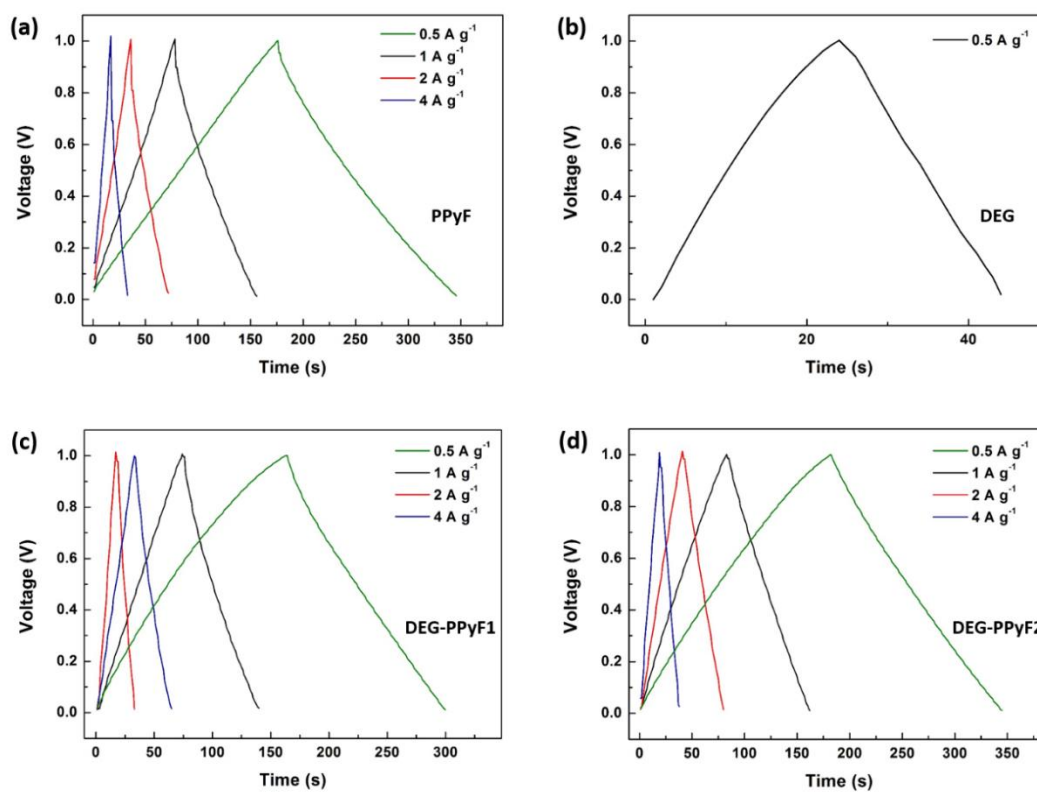 (a)
0.5 A g⁻¹
1 A g⁻¹
2 A g⁻¹
4 A g⁻¹
PPyF
Voltage (V)
1.0
0.8
0.6
0.4
0.2
0.0
0 50 100 150 200 250 300 350
Time (s)
(b)
0.5 A g⁻¹
DEG
Voltage (V)
1.0
0.8
0.6
0.4
0.2
0.0
0 20 40
Time (s)
(c)
0.5 A g⁻¹
1 A g⁻¹
2 A g⁻¹
4 A g⁻¹
DEG-PPyF1
Voltage (V)
1.0
0.8
0.6
0.4
0.2
0.0
0 50 100 150 200 250 300
Time (s)
(d)
0.5 A g⁻¹
1 A g⁻¹
2 A g⁻¹
4 A g⁻¹
DEG-PPyF2
Voltage (V)
1.0
0.8
0.6
0.4
0.2
0.0
0 50 100 150 200 250 300 350
Time (s)